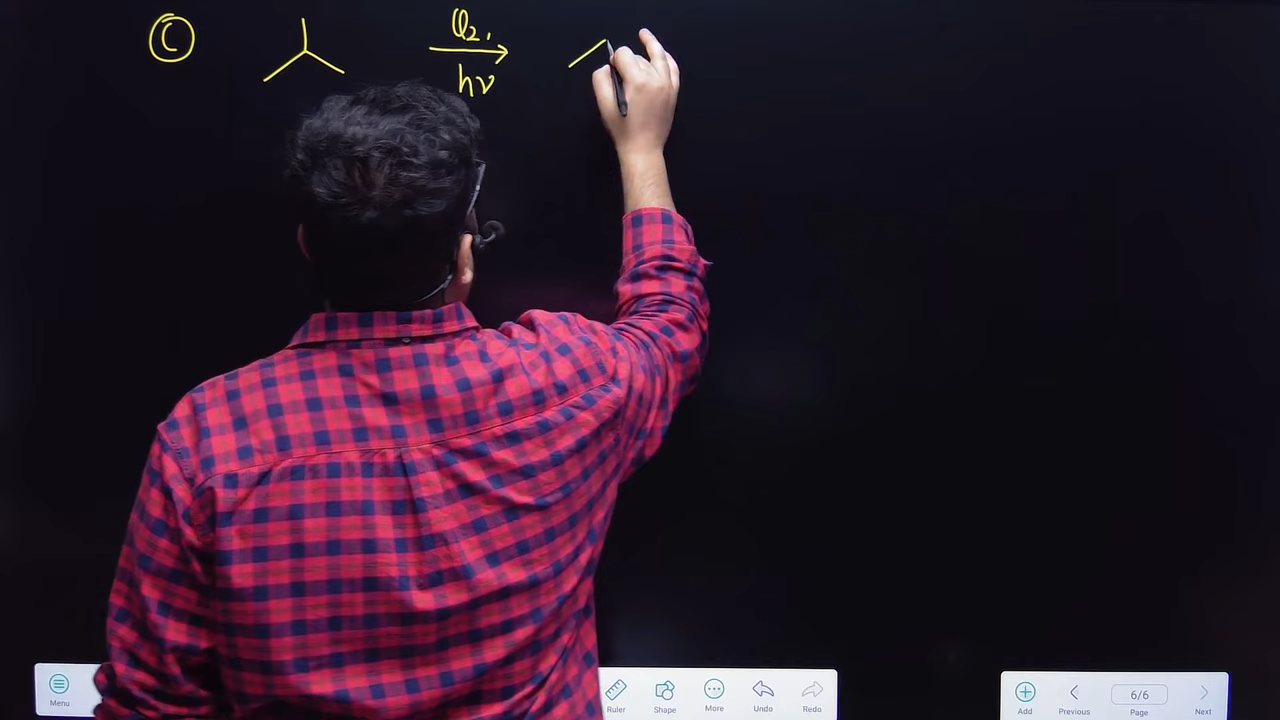 C
Cl₂,
hν
Menu
Ruler
Shape
More
Undo
Redo
Add
Previous
6/6
Page
Next